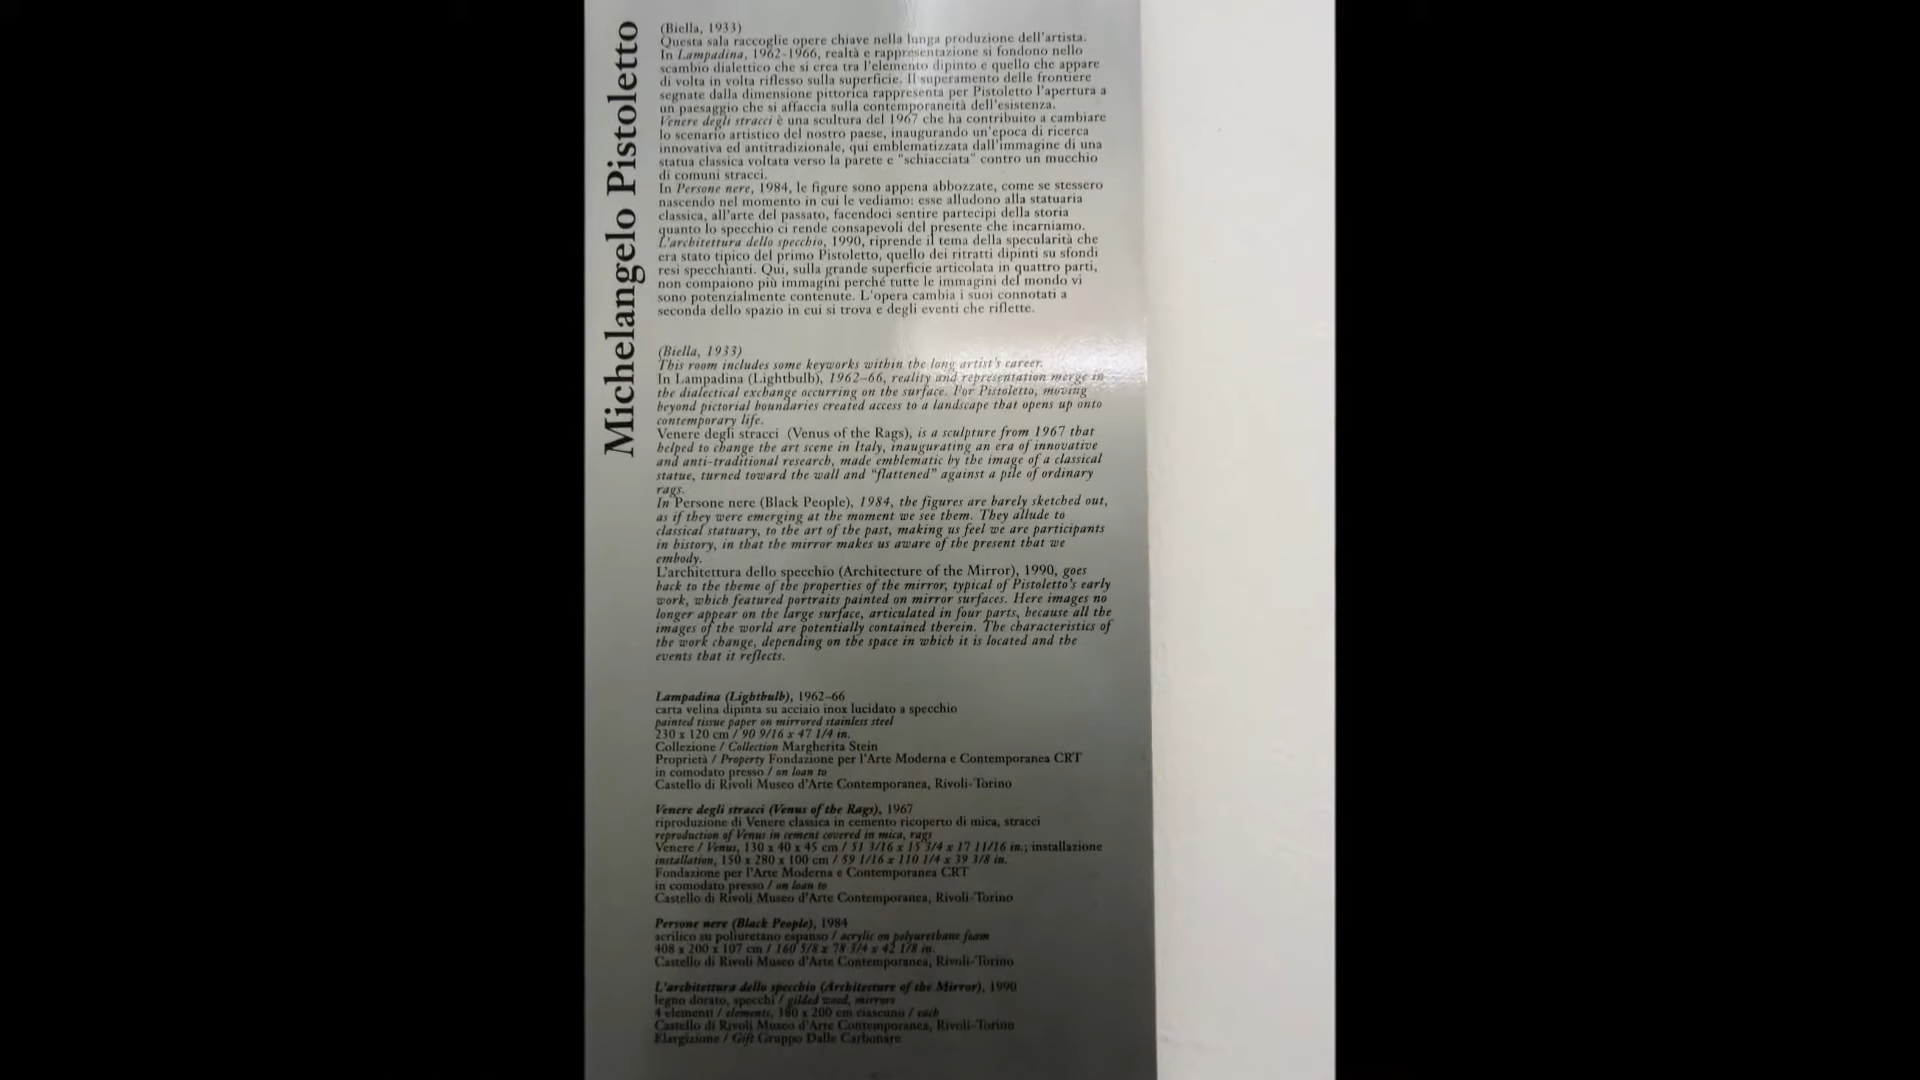 Michelangelo Pistoletto
(Biella, 1933)
Questa sala raccoglie opere chiave nella lunga produzione dell'artista.
In Lampadina, 1962-1966, realtà e rappresentazione si fondono nello
scambio dialettico che si crea tra l'elemento dipinto e quello che appare
di volta in volta riflesso sulla superficie. Il superamento delle frontiere
segnate dalla dimensione pittorica rappresenta per Pistoletto l'apertura a
un paesaggio che si affaccia sulla contemporaneità dell'esistenza.
Venere degli stracci è una scultura del 1967 che ha contribuito a cambiare
lo scenario artistico del nostro paese, inaugurando un'epoca di ricerca
innovativa ed antitradizionale, qui emblematizzata dall'immagine di una
statua classica voltata verso la parete e "schiacciata" contro un mucchio
di comuni stracci.
In Persone nere, 1984, le figure sono appena abbozzate, come se stessero
nascendo nel momento in cui le vediamo: esse alludono alla statuaria
classica, all'arte del passato, facendoci sentire partecipi della storia
quanto lo specchio ci rende consapevoli del presente che incarniamo.
L'architettura dello specchio, 1990, riprende il tema della specularità che
era stato tipico del primo Pistoletto, quello dei ritratti dipinti su sfondi
resi specchianti. Qui, sulla grande superficie articolata in quattro parti,
non compaiono più immagini perché tutte le immagini del mondo vi
sono potenzialmente contenute. L'opera cambia i suoi connotati a
seconda dello spazio in cui si trova e degli eventi che riflette.
(Biella, 1933)
This room includes some keyworks within the long artist's career.
In Lampadina (Lightbulb), 1962–66, reality and representation merge in
the dialectical exchange occurring on the surface. For Pistoletto, moving
beyond pictorial boundaries created access to a landscape that opens up onto
contemporary life.
Venere degli stracci (Venus of the Rags), is a sculpture from 1967 that
helped to change the art scene in Italy, inaugurating an era of innovative
and anti-traditional research, made emblematic by the image of a classical
statue, turned toward the wall and "flattened" against a pile of ordinary
rags.
In Persone nere (Black People), 1984, the figures are barely sketched out,
as if they were emerging at the moment we see them. They allude to
classical statuary, to the art of the past, making us feel we are participants
in history, in that the mirror makes us aware of the present that we
embody.
L'architettura dello specchio (Architecture of the Mirror), 1990, goes
back to the theme of the properties of the mirror, typical of Pistoletto's early
work, which featured portraits painted on mirror surfaces. Here images no
longer appear on the large surface, articulated in four parts, because all the
images of the world are potentially contained therein. The characteristics of
the work change, depending on the space in which it is located and the
events that it reflects.
Lampadina (Lightbulb), 1962–66
carta velina dipinta su acciaio inox lucidato a specchio
painted tissue paper on mirrored stainless steel
230 x 120 cm / 90 9/16 x 47 1/4 in.
Collezione / Collection Margherita Stein
Proprietà / Property Fondazione per l'Arte Moderna e Contemporanea CRT
in comodato presso / on loan to
Castello di Rivoli Museo d'Arte Contemporanea, Rivoli-Torino
Venere degli stracci (Venus of the Rags), 1967
riproduzione di Venere classica in cemento ricoperto di mica, stracci
reproduction of Venus in cement covered in mica, rags
Venere / Venus, 130 x 40 x 45 cm / 51 3/16 x 15 3/4 x 17 11/16 in.; installazione
installation, 150 x 280 x 100 cm / 59 1/16 x 110 1/4 x 39 3/8 in.
Fondazione per l'Arte Moderna e Contemporanea CRT
in comodato presso / on loan to
Castello di Rivoli Museo d'Arte Contemporanea, Rivoli-Torino
Persone nere (Black People), 1984
acrilico su poliuretano espanso / acrylic on polyurethane foam
408 x 200 x 107 cm / 160 5/8 x 78 3/4 x 42 1/8 in.
Castello di Rivoli Museo d'Arte Contemporanea, Rivoli-Torino
L'architettura dello specchio (Architecture of the Mirror), 1990
legno dorato, specchi / gilded wood, mirrors
4 elementi / elements, 380 x 200 cm ciascuno / each
Castello di Rivoli Museo d'Arte Contemporanea, Rivoli-Torino
Elargizione / Gift Gruppo Dalle Carbonare